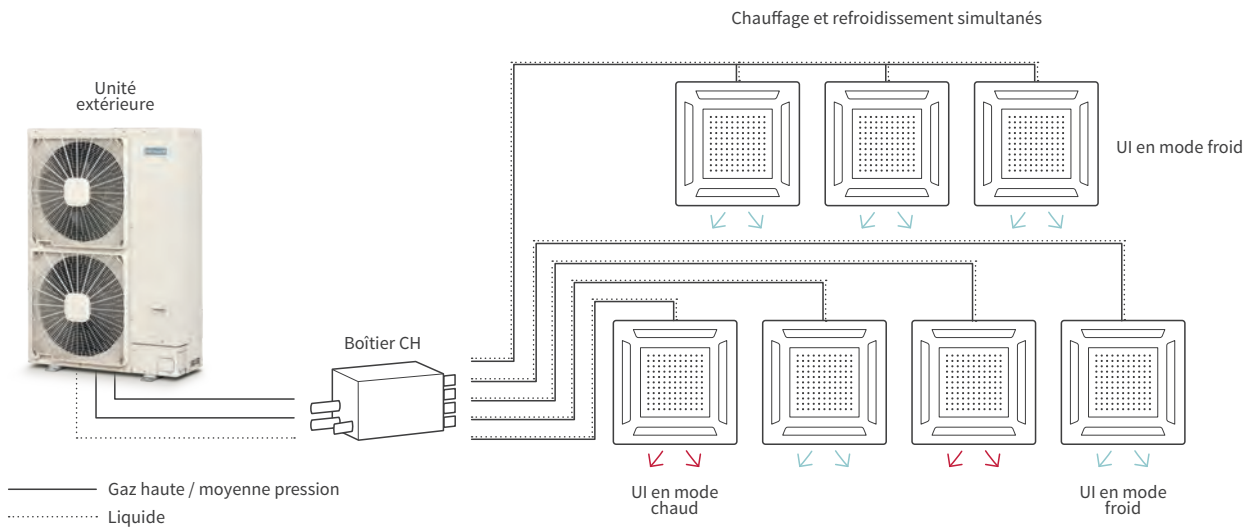 Chauffage et refroidissement simultanés
Unité
extérieure
UI en mode froid
Boîtier CH
UI en mode
chaud
UI en mode
froid
Gaz haute / moyenne pression
Liquide